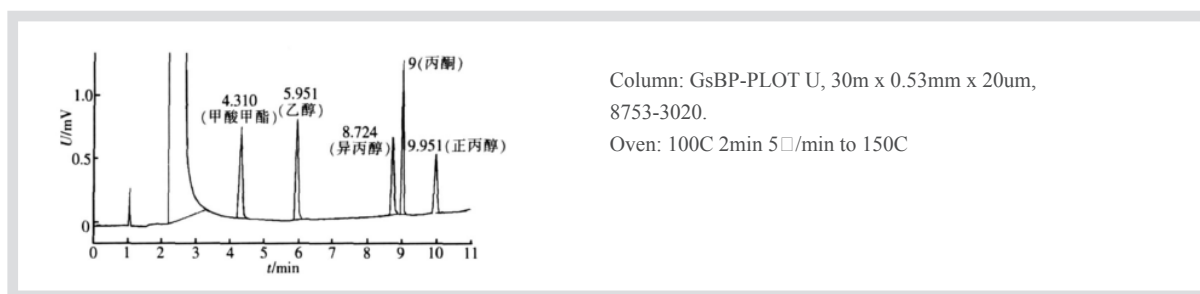 9(丙酮)
1.0
4.310
(甲酸甲酯)
5.951
(乙醇)
U/mV
8.724
(异丙醇)
0.5
9.951(正丙醇)
0
0 1 2 3 4 5 6 7 8 9 10 11
t/min
Column: GsBP-PLOT U, 30m x 0.53mm x 20um,
8753-3020.
Oven: 100C 2min 5□/min to 150C